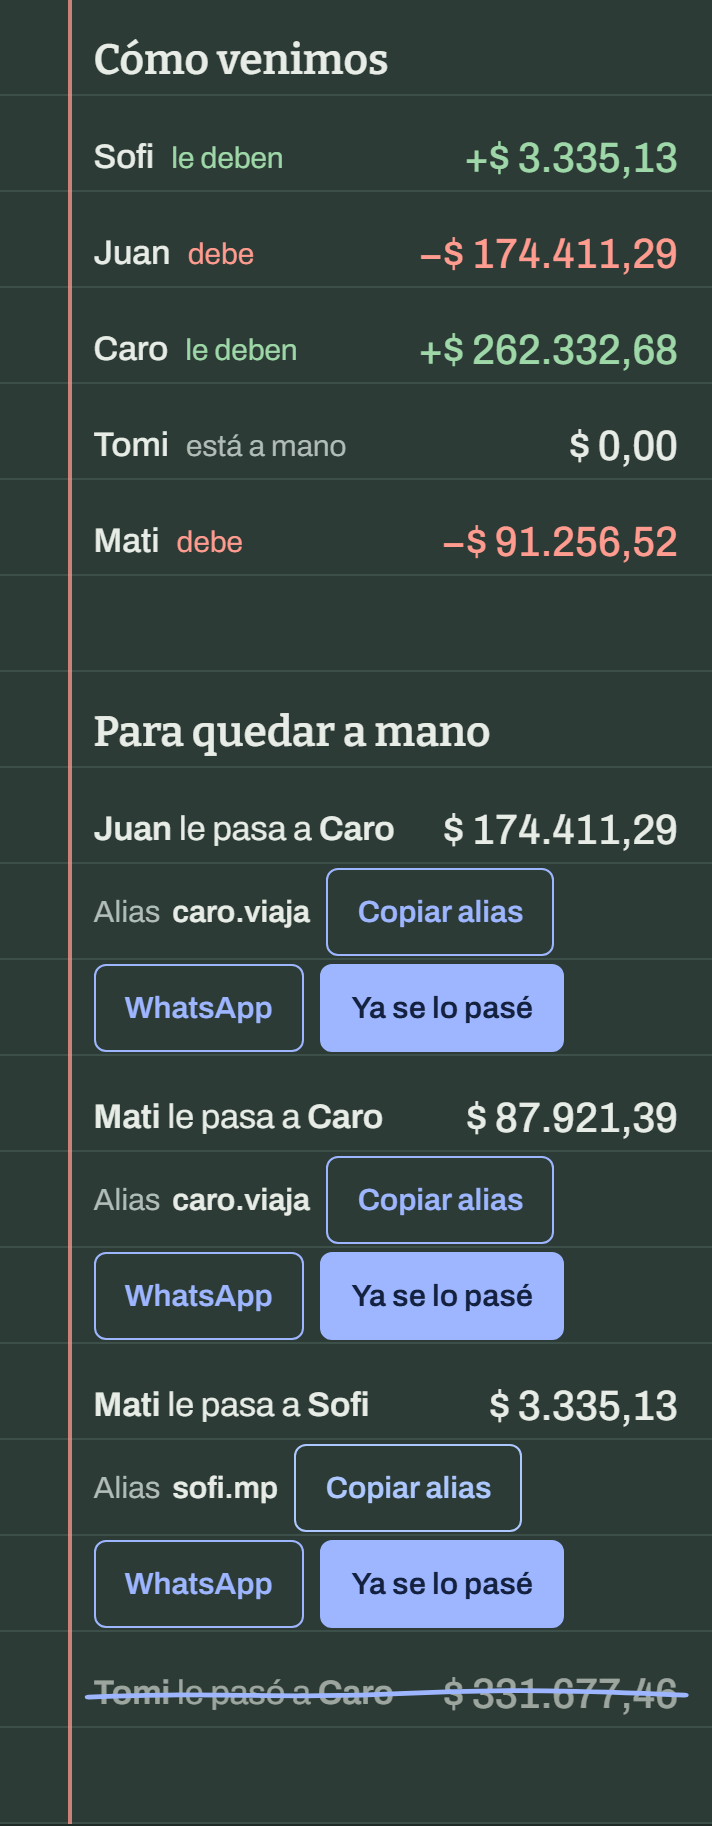 Cómo venimos
Sofi le deben +$ 3.335,13
Juan debe −$ 174.411,29
Caro le deben +$ 262.332,68
Tomi está a mano $ 0,00
Mati debe −$ 91.256,52
Para quedar a mano
Juan le pasa a Caro $ 174.411,29
Alias caro.viaja Copiar alias
WhatsApp Ya se lo pasé
Mati le pasa a Caro $ 87.921,39
Alias caro.viaja Copiar alias
WhatsApp Ya se lo pasé
Mati le pasa a Sofi $ 3.335,13
Alias sofi.mp Copiar alias
WhatsApp Ya se lo pasé
Tomi le pasó a Caro $ 331.677,46